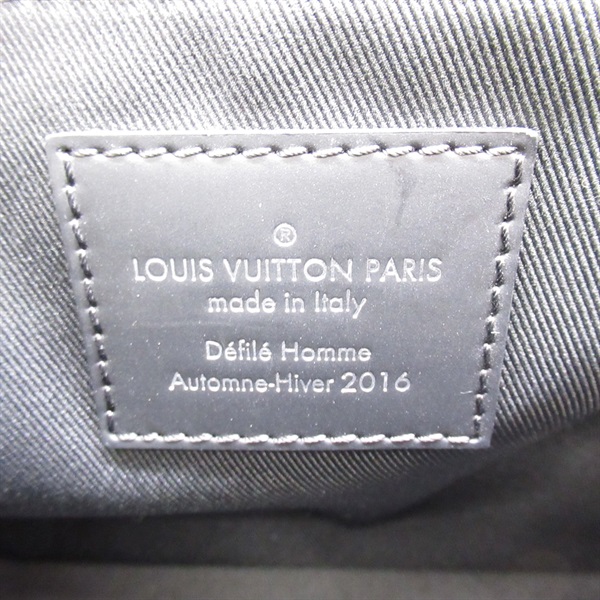 ®
LOUIS VUITTON PARIS
made in Italy
Défilé Homme
Automne-Hiver 2016